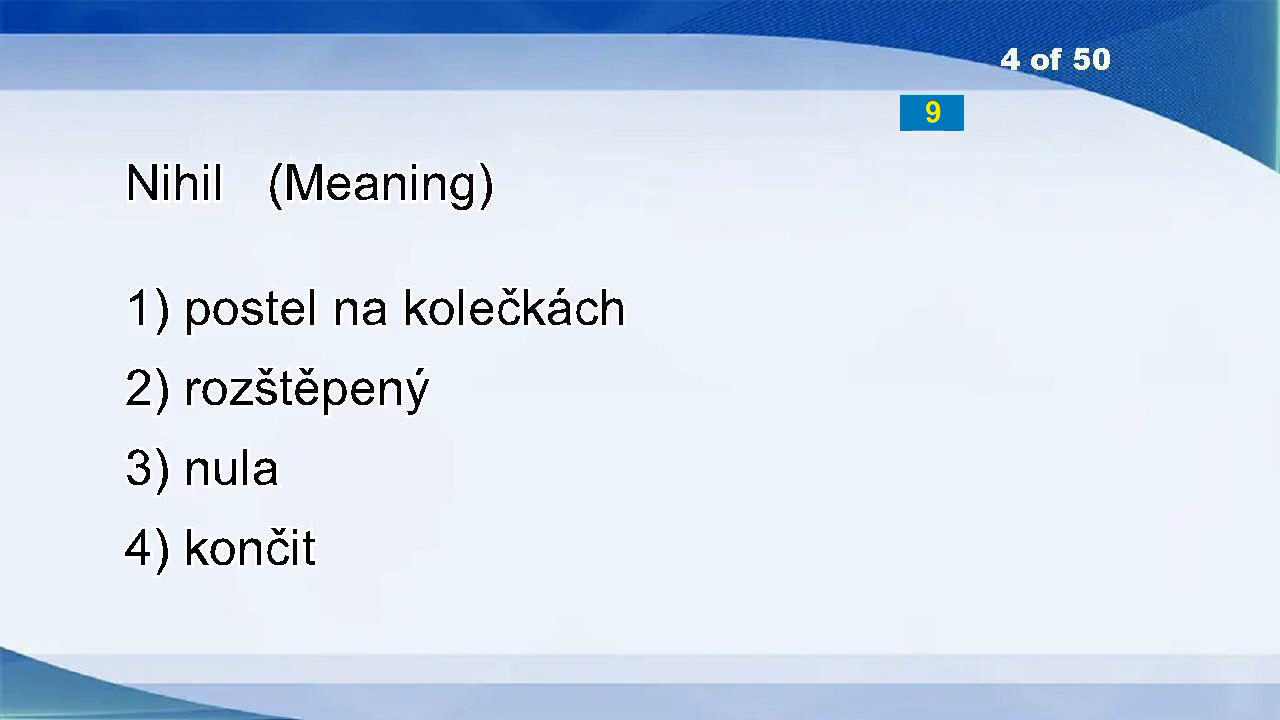 4 of 50
9
Nihil (Meaning)
1) postel na kolečkách
2) rozštěpený
3) nula
4) končit